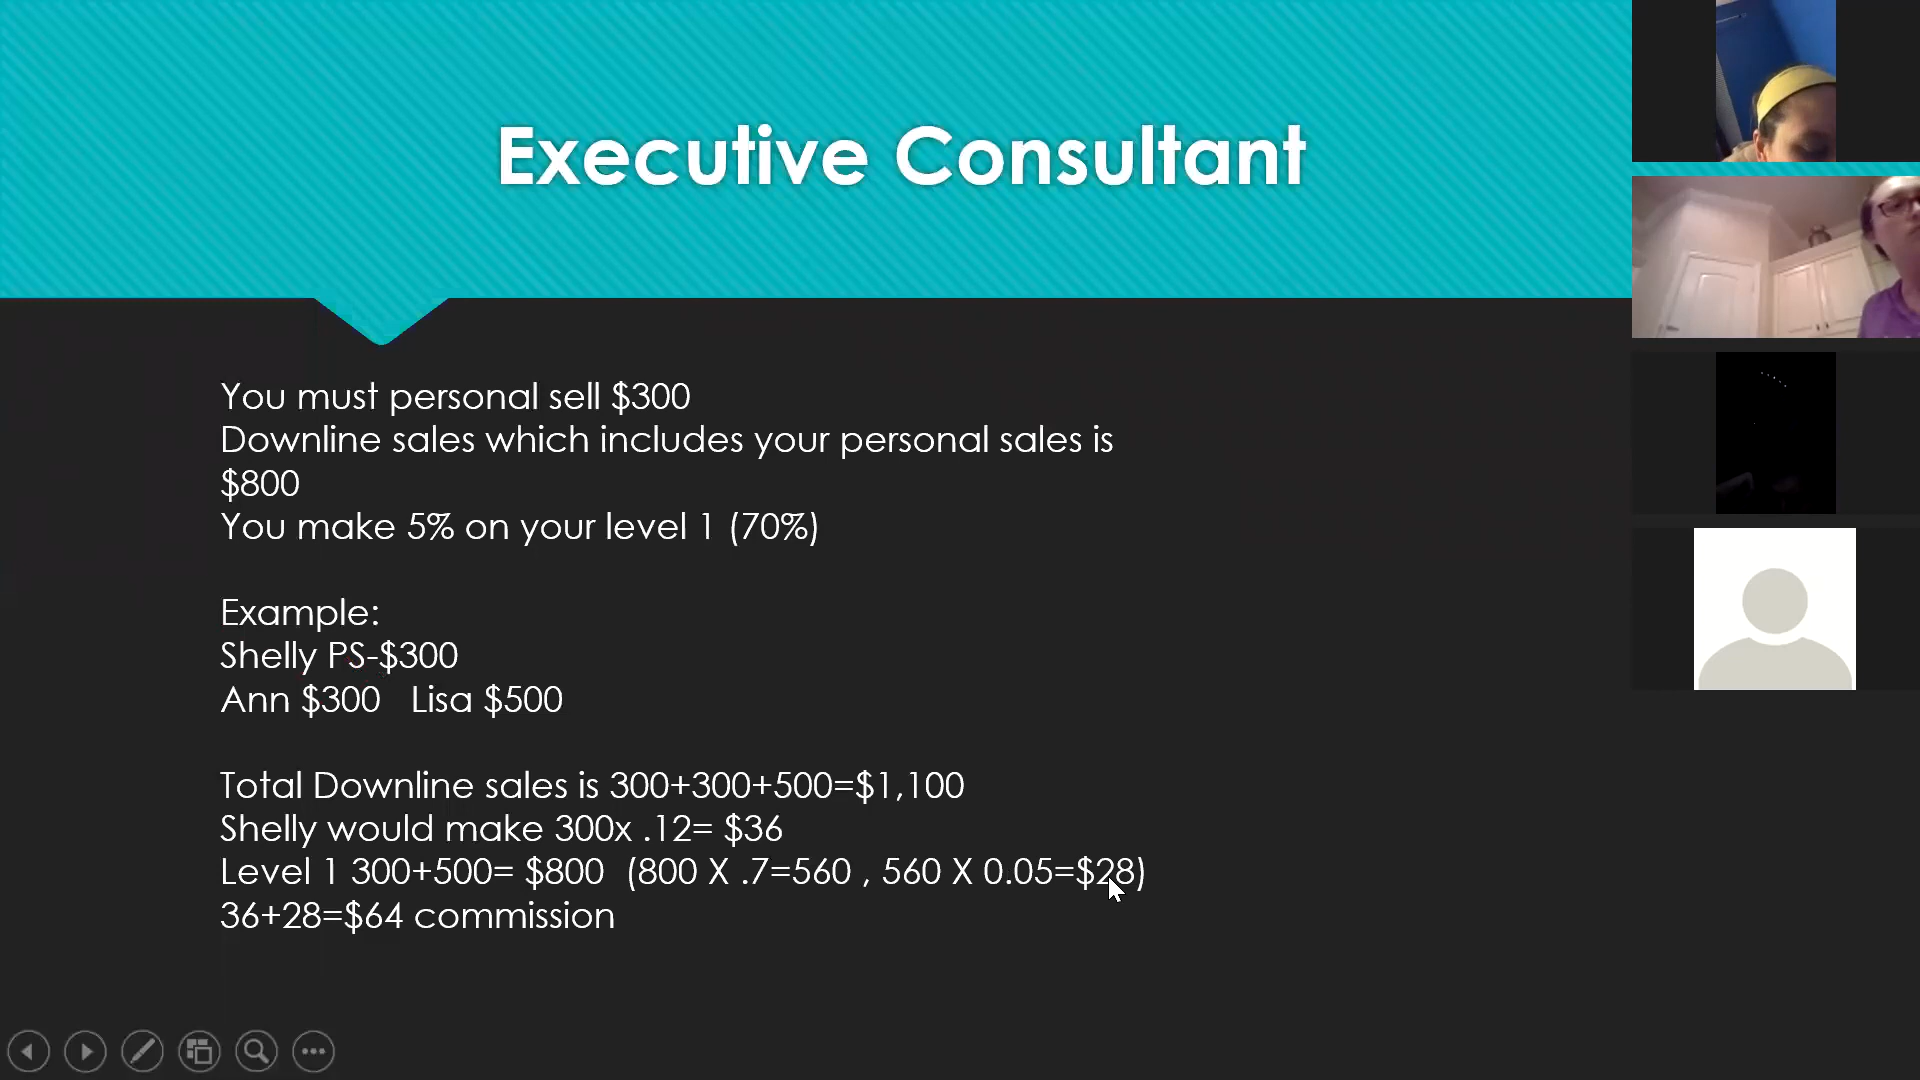 Executive Consultant
You must personal sell $300
Downline sales which includes your personal sales is
$800
You make 5% on your level 1 (70%)
Example:
Shelly PS-$300
Ann $300 Lisa $500
Total Downline sales is 300+300+500=$1,100
Shelly would make 300x .12= $36
Level 1 300+500= $800 (800 X .7=560 , 560 X 0.05=$28)
36+28=$64 commission